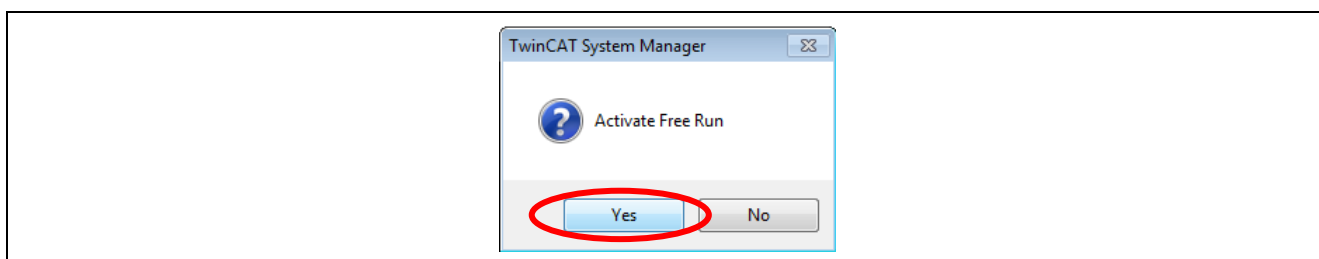 TwinCAT System Manager
Activate Free Run
Yes No